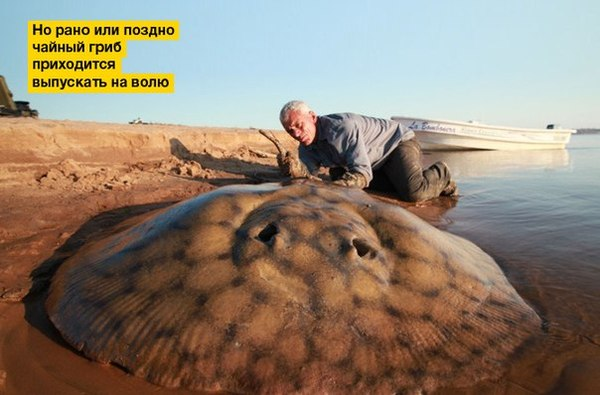 Но рано или поздно
чайный гриб
приходится
выпускать на волю